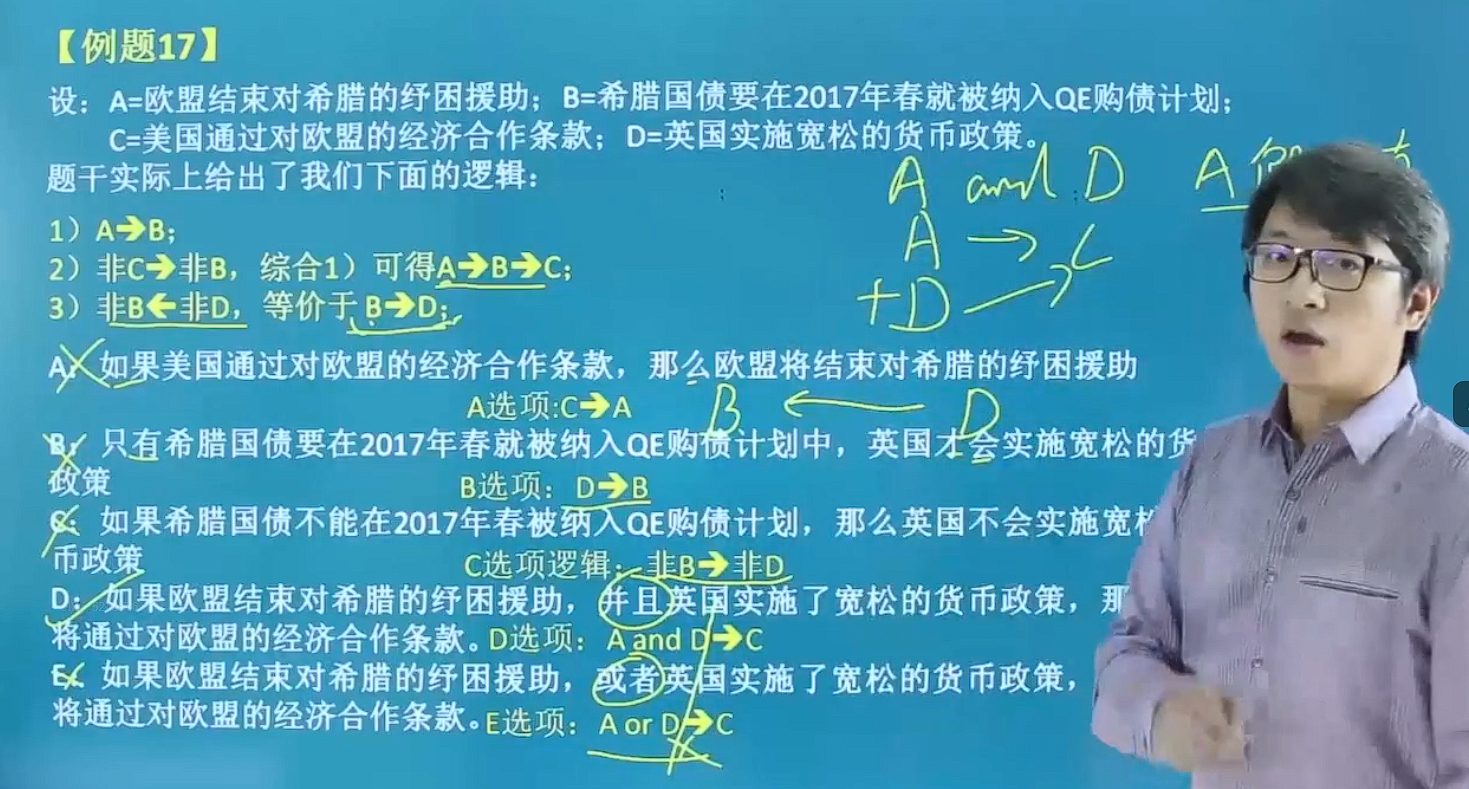 【例题17】
设：A=欧盟结束对希腊的纾困援助；B=希腊国债要在2017年春就被纳入QE购债计划；
C=美国通过对欧盟的经济合作条款；D=英国实施宽松的货币政策。
题干实际上给出了我们下面的逻辑：
A and D A
1）A→B；
A → C
2）非C→非B，综合1）可得A→B→C；
+D
3）非B←非D，等价于 B→D；
A：如果美国通过对欧盟的经济合作条款，那么欧盟将结束对希腊的纾困援助
A选项:C→A
B ← D
B：只有希腊国债要在2017年春就被纳入QE购债计划中，英国才会实施宽松的货
政策
B选项： D→B
C：如果希腊国债不能在2017年春被纳入QE购债计划，那么英国不会实施宽松
币政策
C选项逻辑：非B→非D
D：如果欧盟结束对希腊的纾困援助，并且英国实施了宽松的货币政策，那
将通过对欧盟的经济合作条款。D选项： A and D→C
E：如果欧盟结束对希腊的纾困援助，或者英国实施了宽松的货币政策，
将通过对欧盟的经济合作条款。E选项： A or D→C